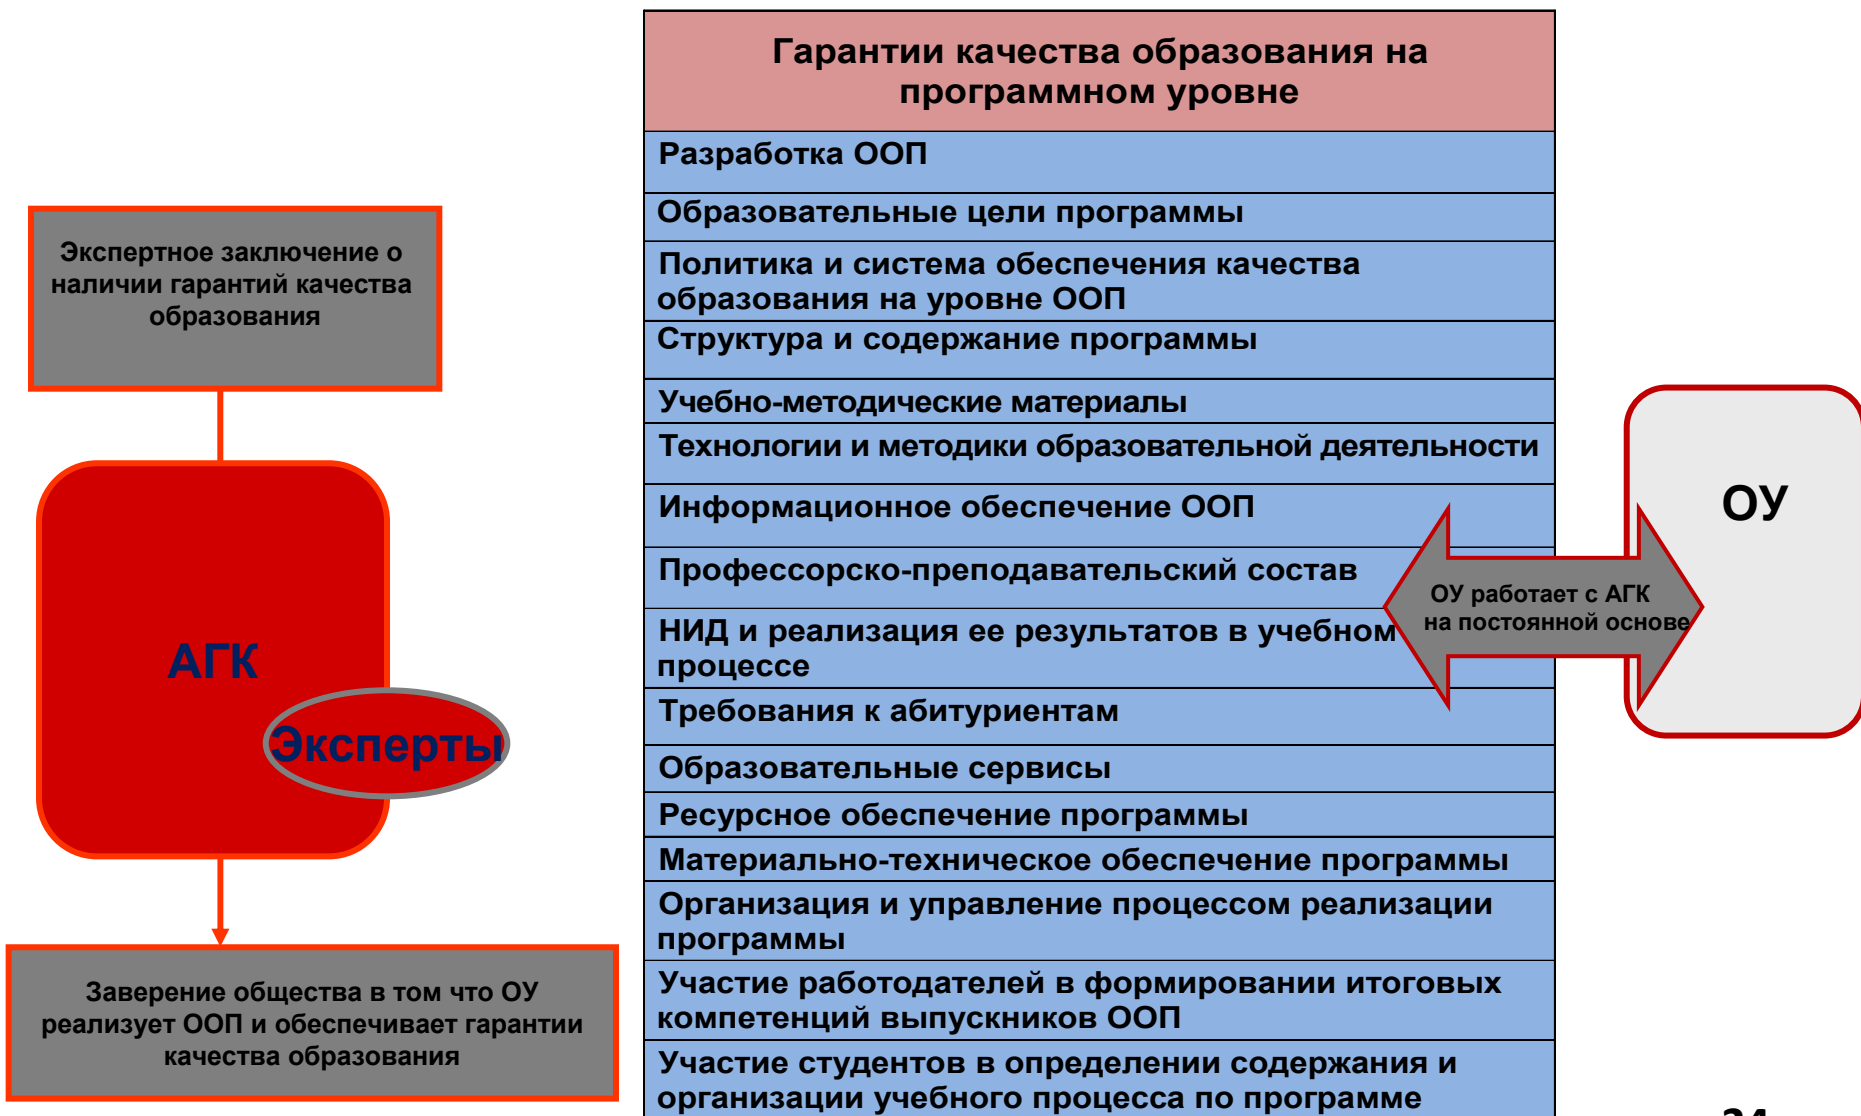 Гарантии качества образования на
программном уровне
Разработка ООП
Образовательные цели программы
Политика и система обеспечения качества
образования на уровне ООП
Структура и содержание программы
Учебно-методические материалы
Технологии и методики образовательной деятельности
Информационное обеспечение ООП
Профессорско-преподавательский состав
НИД и реализация ее результатов в учебном
процессе
Требования к абитуриентам
Образовательные сервисы
Ресурсное обеспечение программы
Материально-техническое обеспечение программы
Организация и управление процессом реализации
программы
Участие работодателей в формировании итоговых
компетенций выпускников ООП
Участие студентов в определении содержания и
организации учебного процесса по программе
Экспертное заключение о
наличии гарантий качества
образования
АГК
Эксперты
Заверение общества в том что ОУ
реализует ООП и обеспечивает гарантии
качества образования
ОУ
ОУ работает с АГК
на постоянной основе